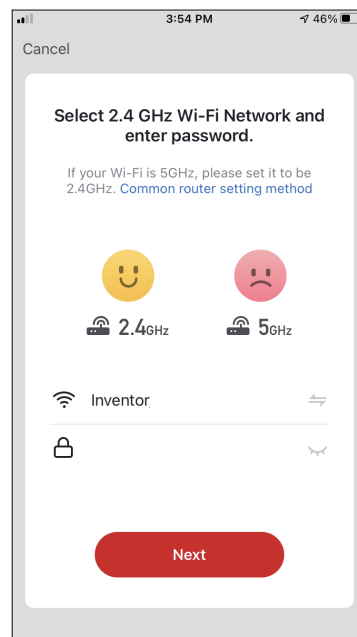 3:54 PM
46%
Cancel
Select 2.4 GHz Wi-Fi Network and
enter password.
If your Wi-Fi is 5GHz, please set it to be
2.4GHz. Common router setting method
2.4GHz
5GHz
Inventor
Next